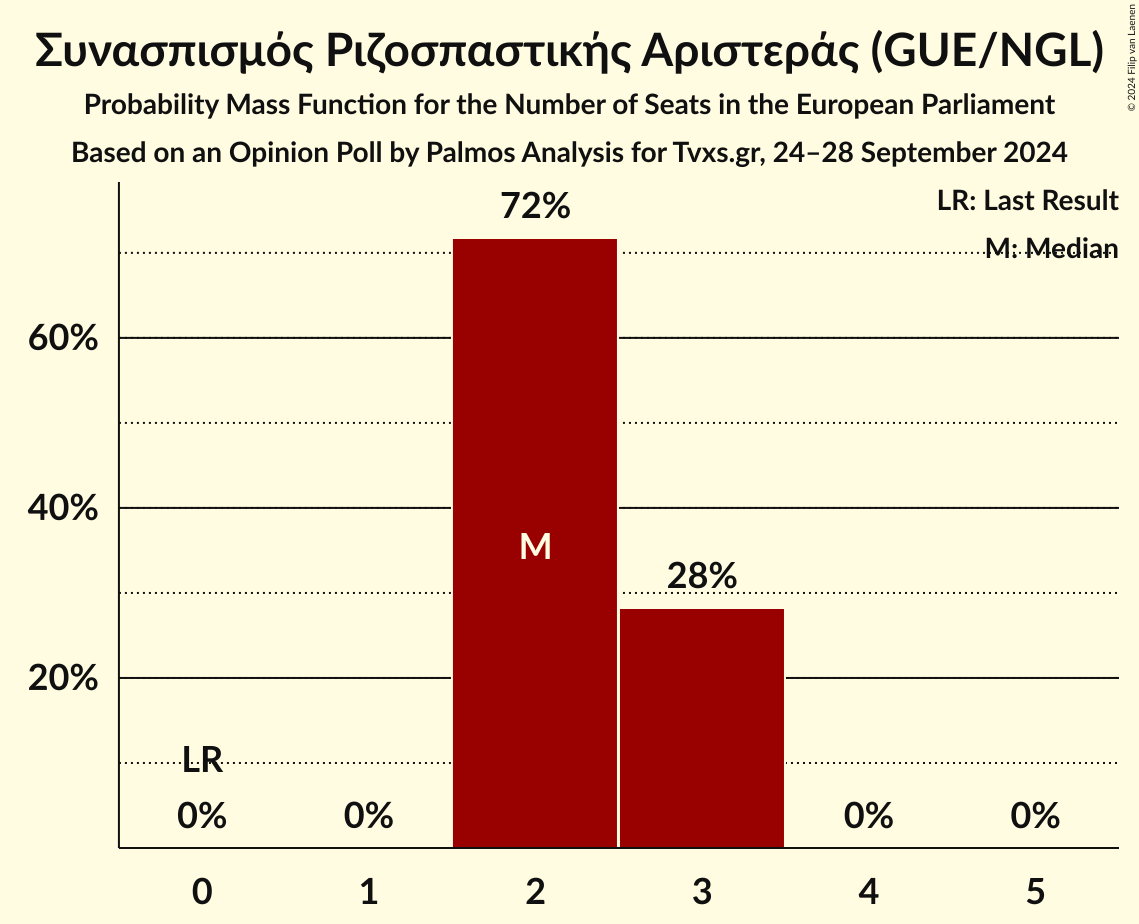 Συνασπισμός Ριζοσπαστικής Αριστεράς (GUE/NGL)
Probability Mass Function for the Number of Seats in the European Parliament
Based on an Opinion Poll by Palmos Analysis for Tvxs.gr, 24–28 September 2024
© 2024 Filip van Laenen
LR: Last Result
M: Median
72%
60%
40%
M
28%
20%
LR
0% 0% 0% 0%
0 1 2 3 4 5